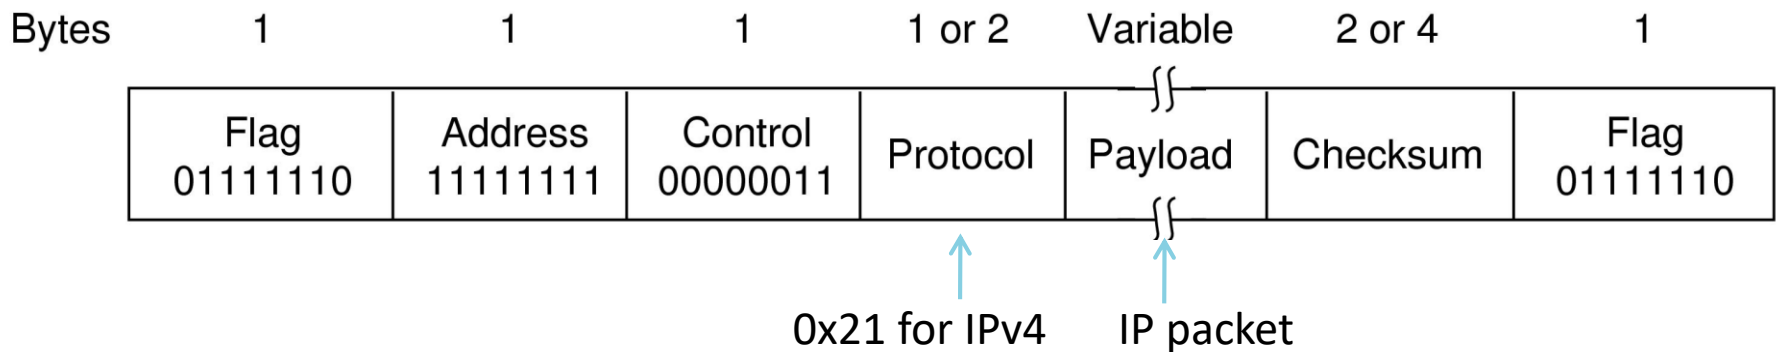 Bytes 1 1 1 1 or 2 Variable 2 or 4 1
Flag Address Control Protocol Payload Checksum Flag
01111110 11111111 00000011 01111110
0x21 for IPv4 IP packet